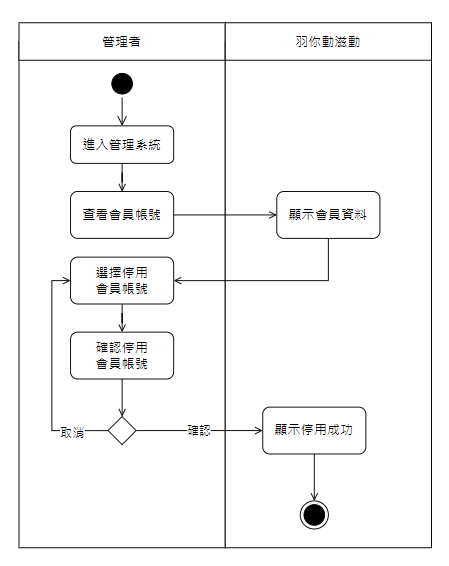 管理者
羽你動滋動
進入管理系統
查看會員帳號
顯示會員資料
選擇停用
會員帳號
確認停用
會員帳號
取消
確認
顯示停用成功